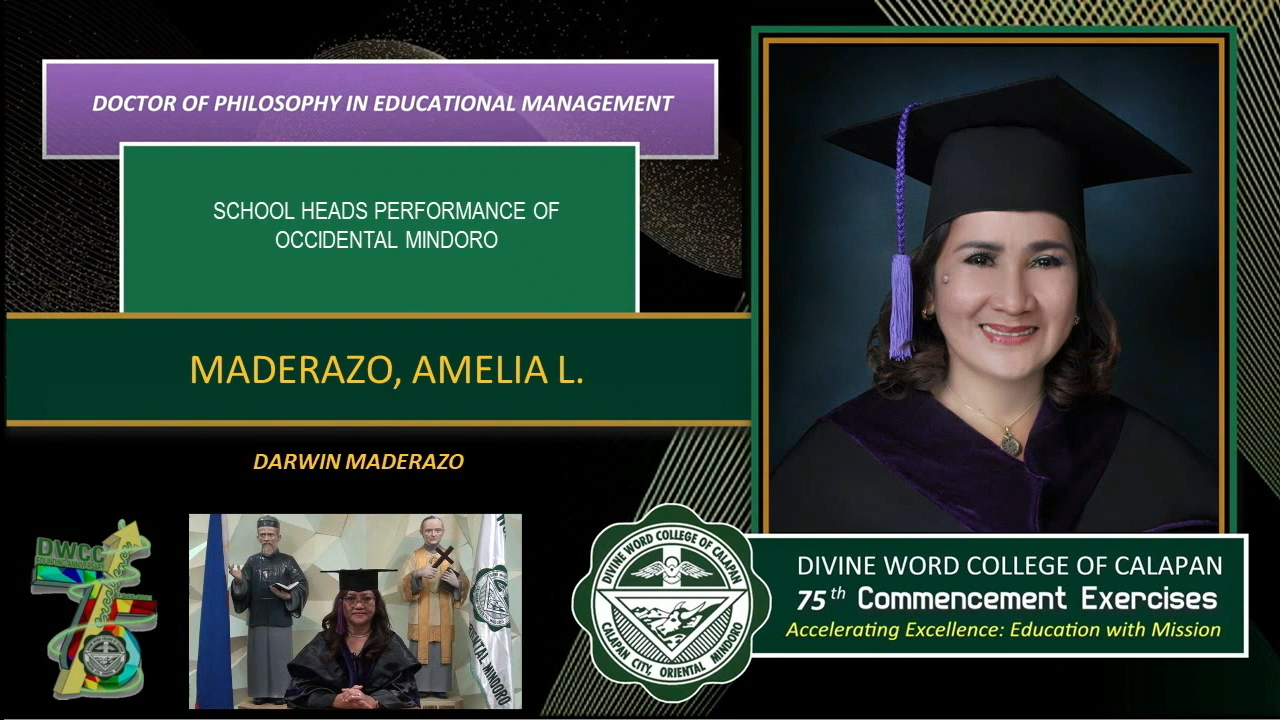 DOCTOR OF PHILOSOPHY IN EDUCATIONAL MANAGEMENT
SCHOOL HEADS PERFORMANCE OF
OCCIDENTAL MINDORO
MADERAZO, AMELIA L.
DARWIN MADERAZO
DWCC
DIVINE WORD COLLEGE OF CALAPAN
CALAPAN CITY, ORIENTAL MINDORO
DIVINE WORD COLLEGE OF CALAPAN
75th Commencement Exercises
Accelerating Excellence: Education with Mission